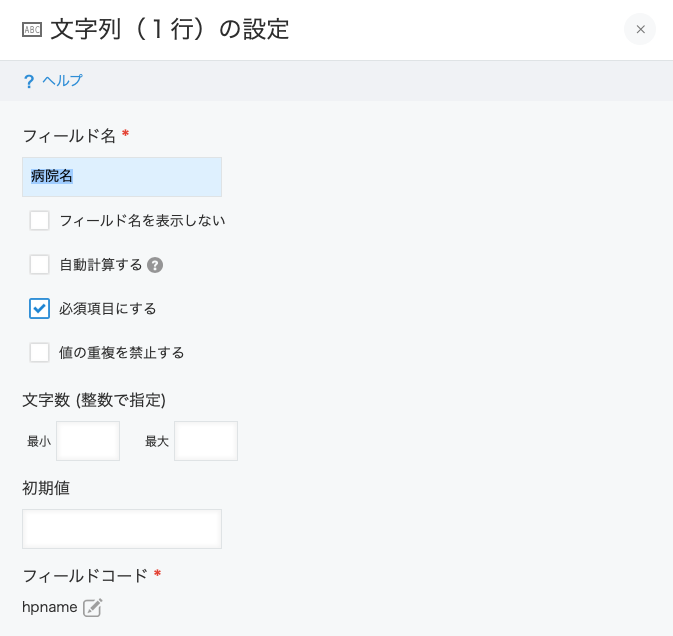 ABC 文字列（１行）の設定
×
? ヘルプ
フィールド名 *
病院名
フィールド名を表示しない
自動計算する ?
必須項目にする
値の重複を禁止する
文字数 (整数で指定)
最小 最大
初期値
フィールドコード *
hpname